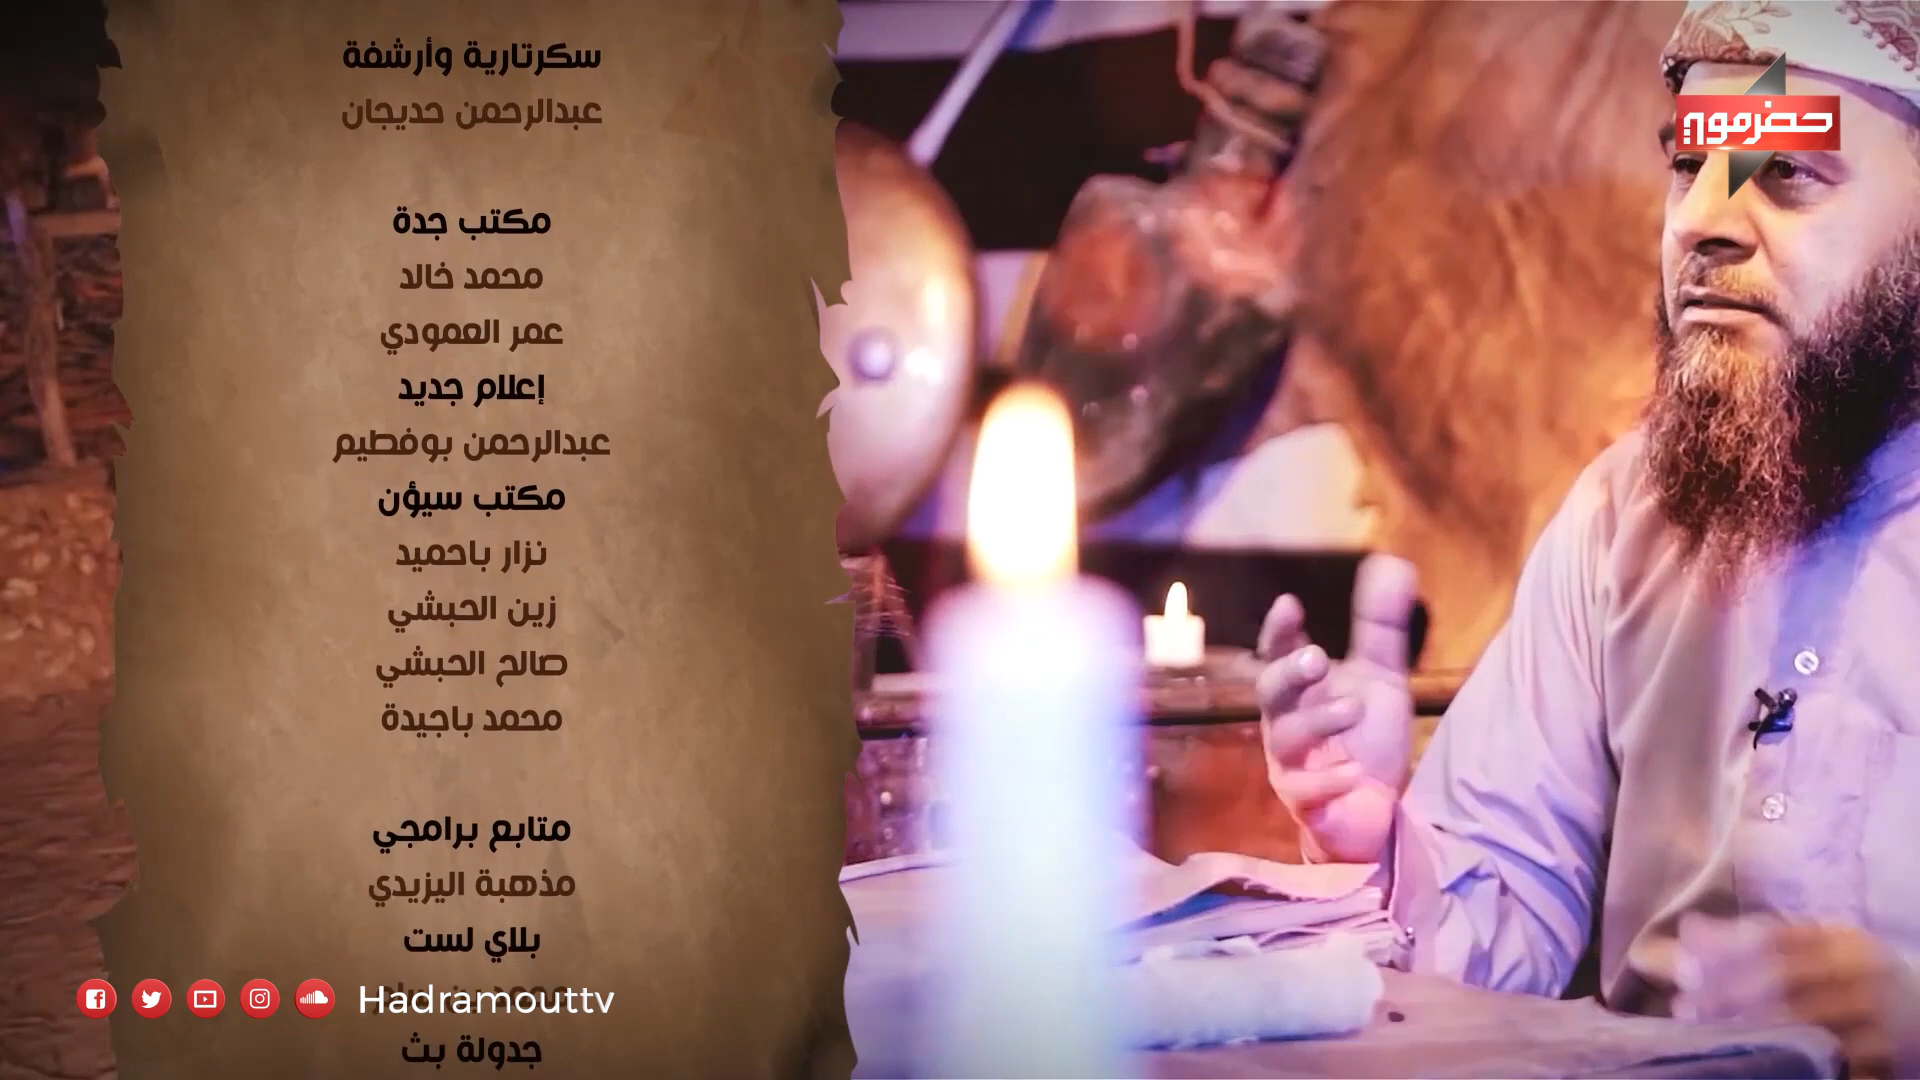 سكرتارية وأرشفة
عبدالرحمن حديجان
مكتب جدة
محمد خالد
عمر العمودي
إعلام جديد
عبدالرحمن بوفطيم
مكتب سيؤن
نزار باحميد
زين الحبشي
صالح الحبشي
محمد باجيدة
متابع برامجي
مذهبة اليزيدي
بلاي لست
جدولة بث
حضرموت
Hadramouttv